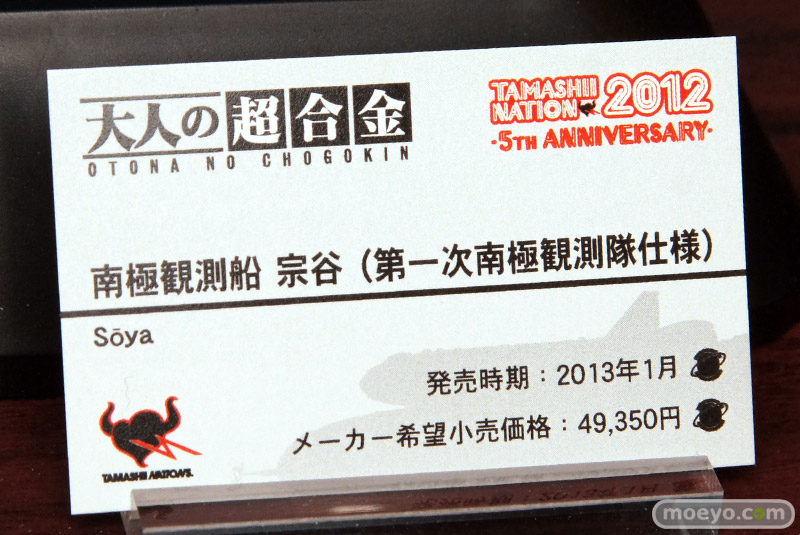 大人の超合金
OTONA NO CHOGOKIN
TAMASHII
NATION 2012
·5TH ANNIVERSARY·
南極観測船 宗谷（第一次南極観測隊仕様）
Sōya
発売時期：2013年1月
メーカー希望小売価格：49,350円
TAMASHII NATIONS
moeyo.com